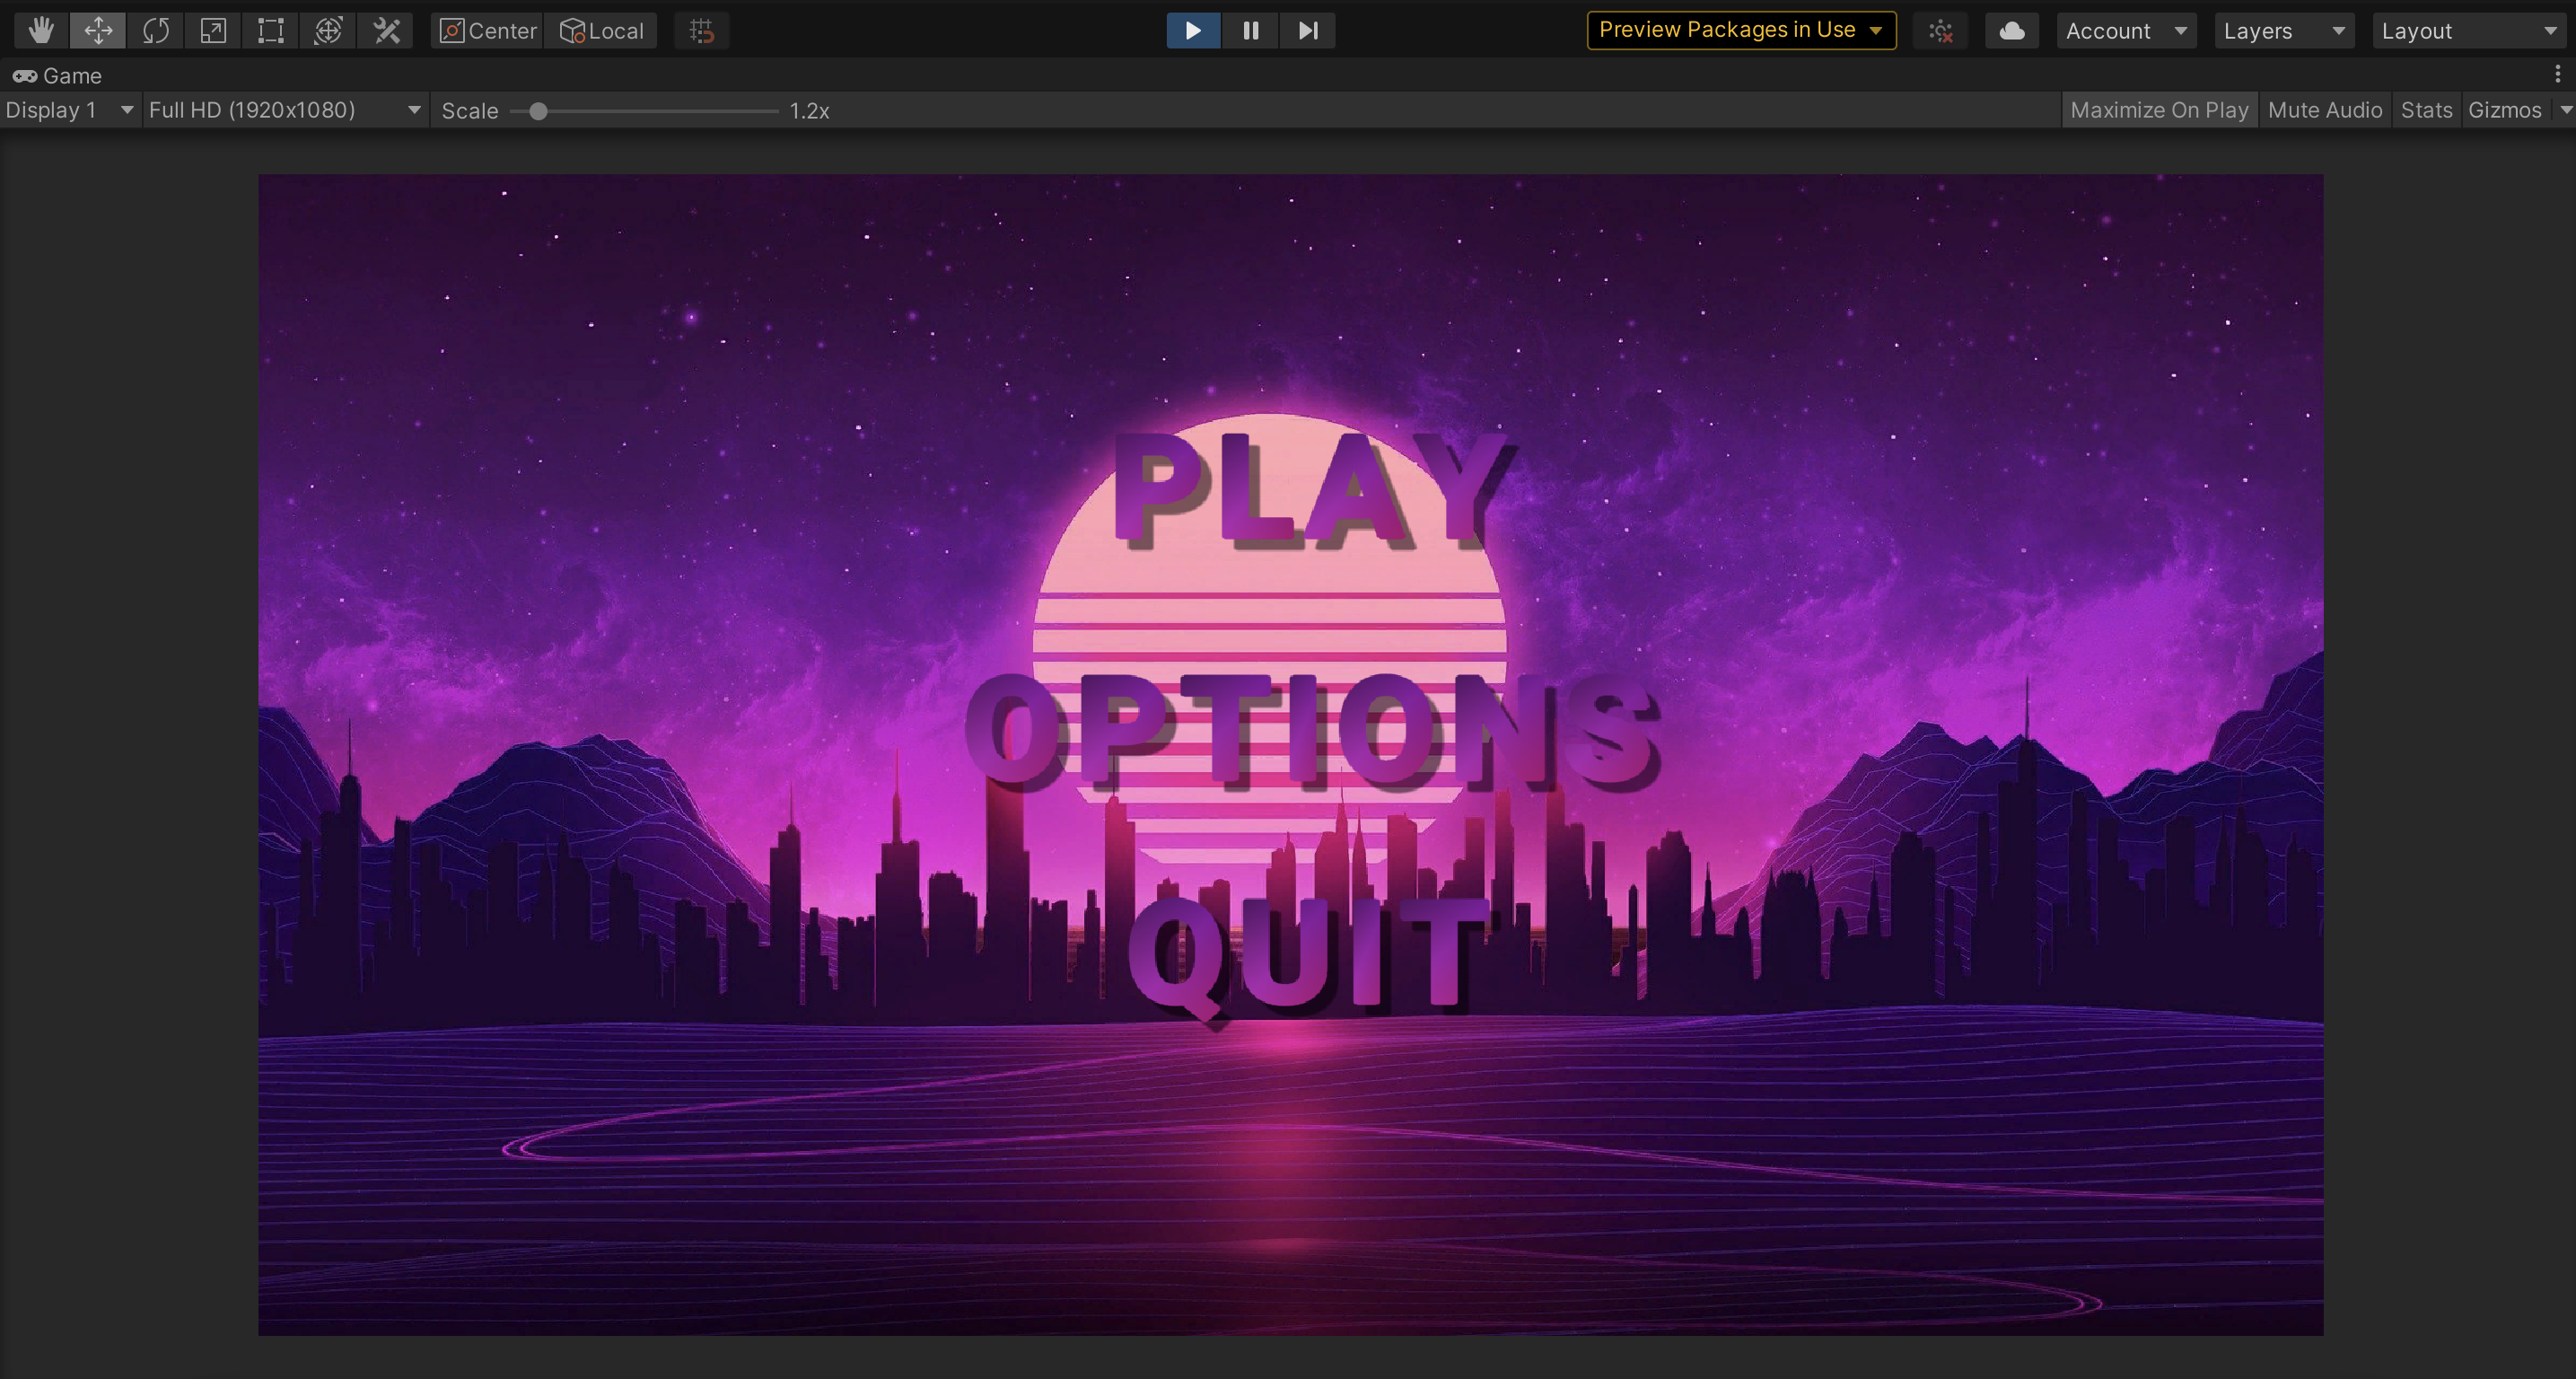 Center Local Preview Packages in Use Account Layers Layout
Game
Display 1 Full HD (1920x1080) Scale 1.2x Maximize On Play Mute Audio Stats Gizmos
PLAY
OPTIONS
QUIT